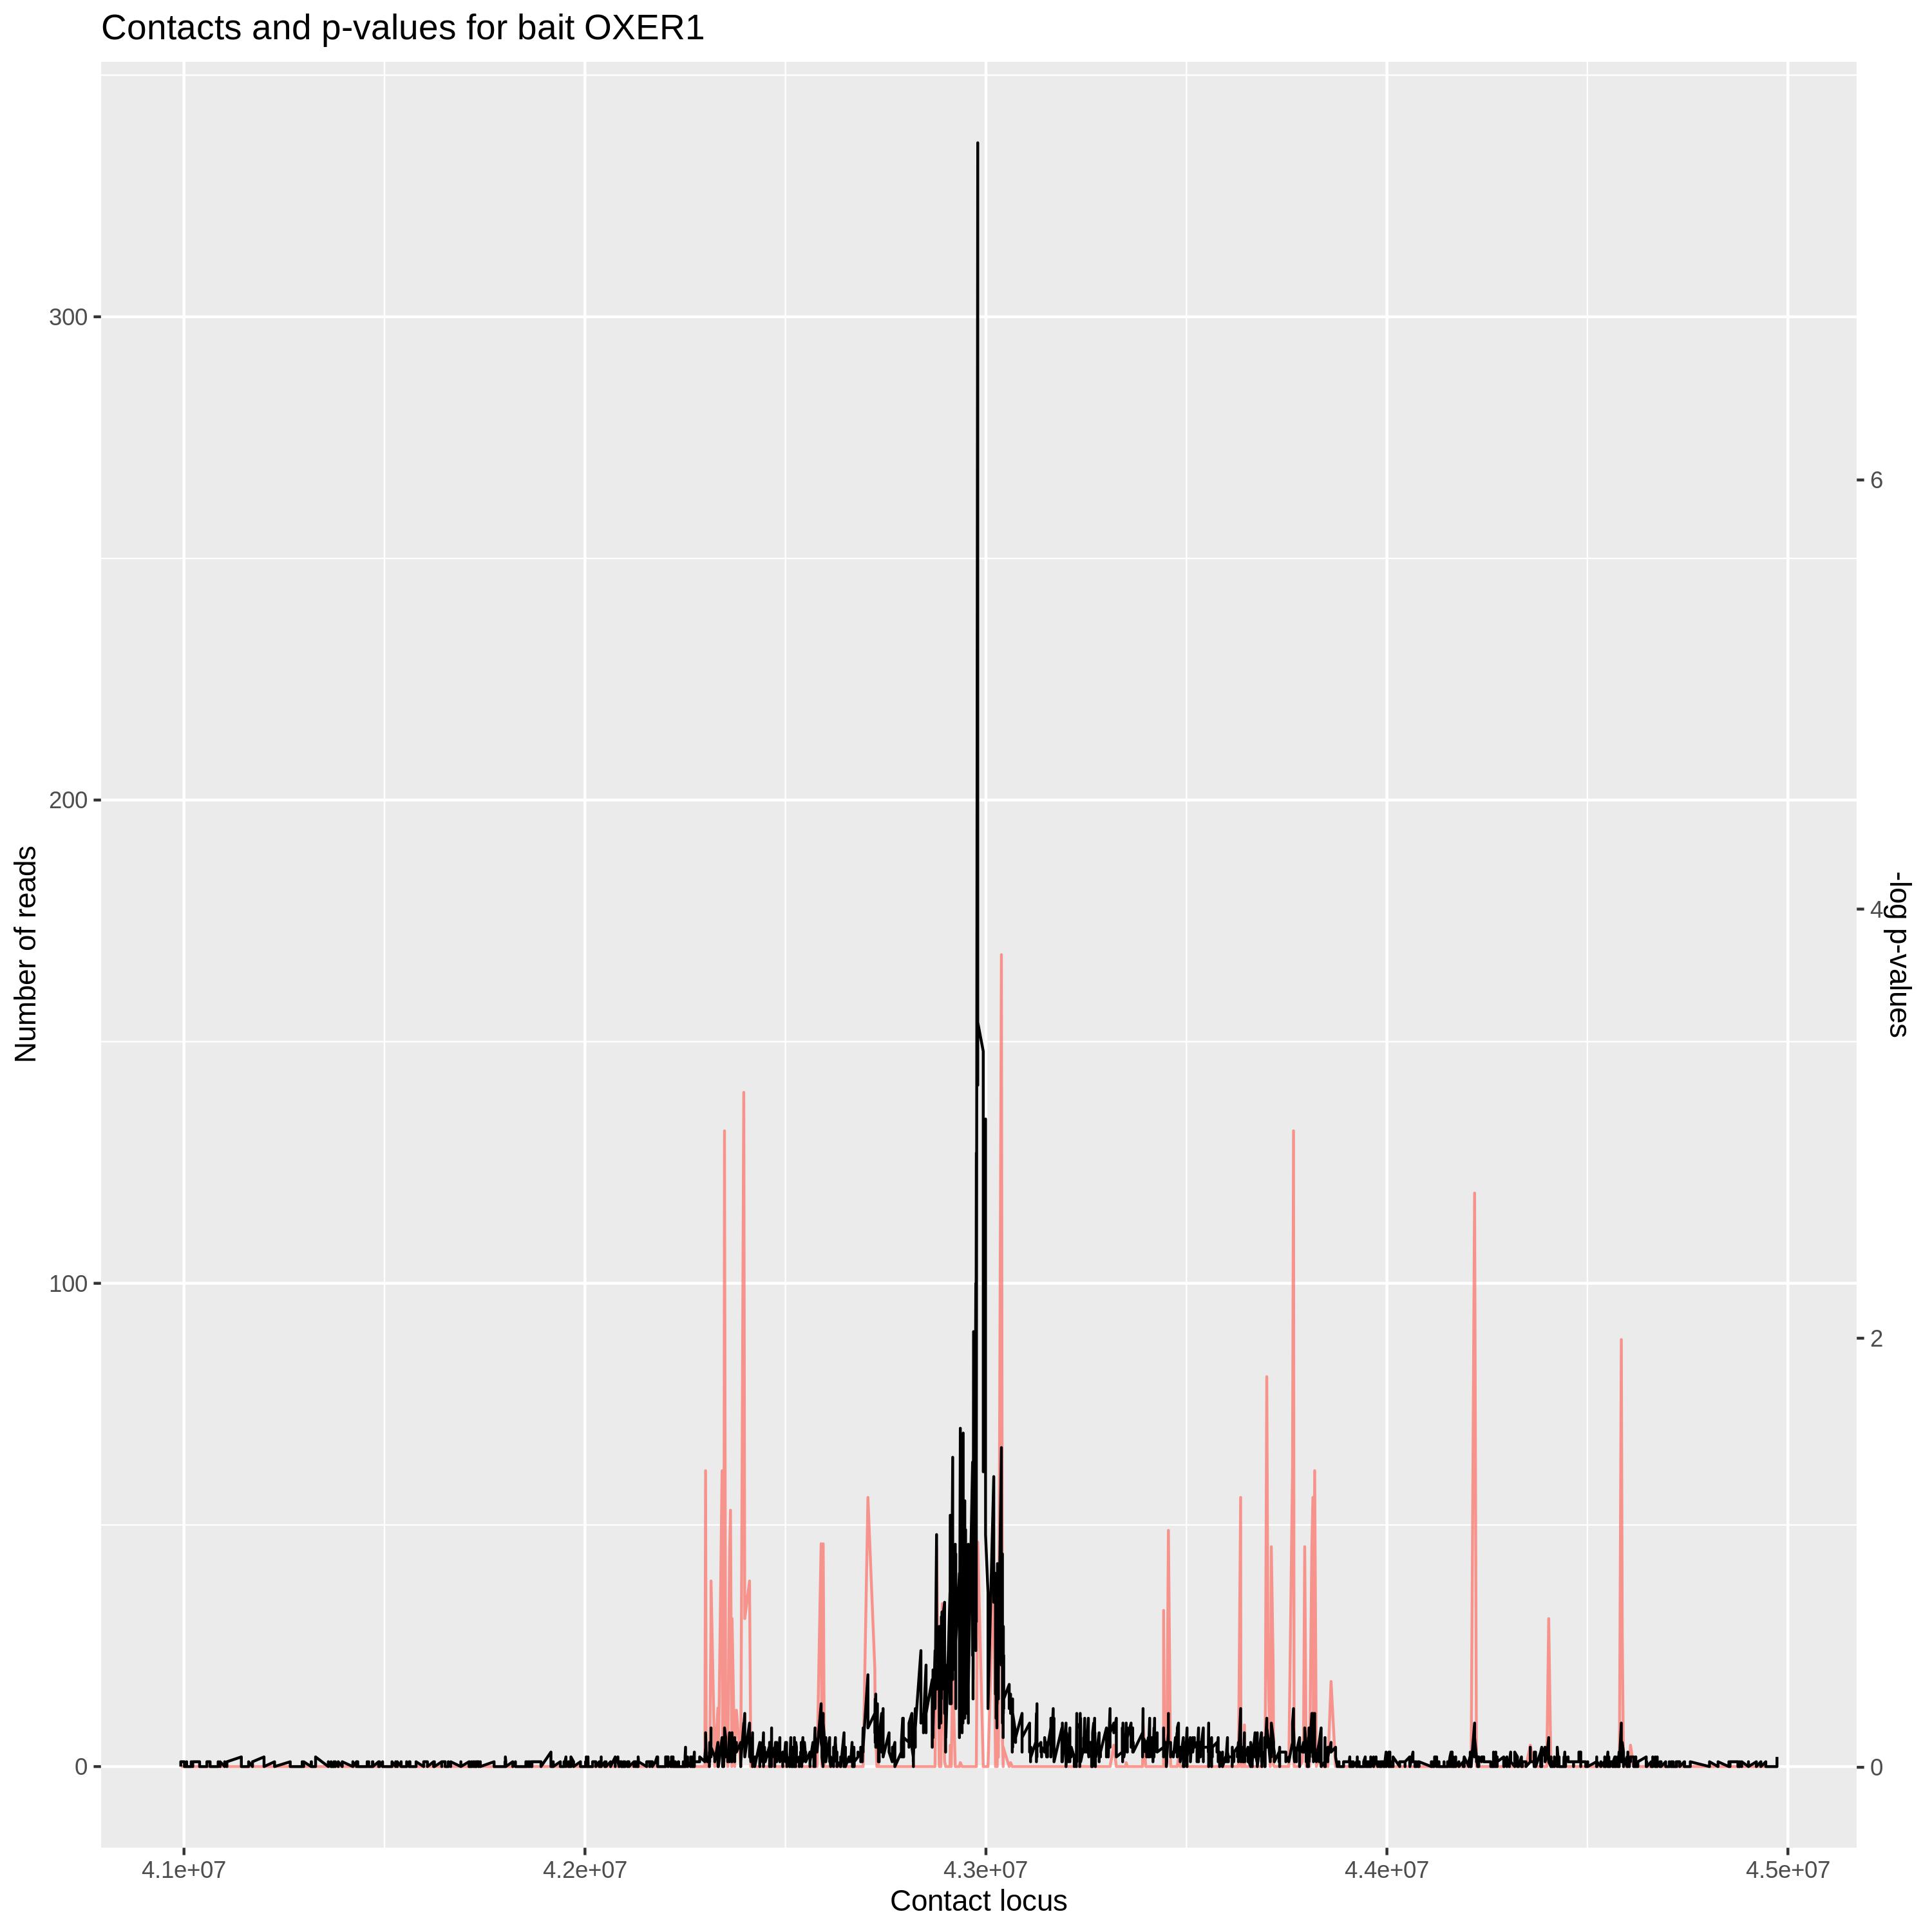 Contacts and p-values for bait OXER1
300
200
100
0
Number of reads
6
4
2
0
-log p-values
4.1e+07
4.2e+07
4.3e+07
4.4e+07
4.5e+07
Contact locus